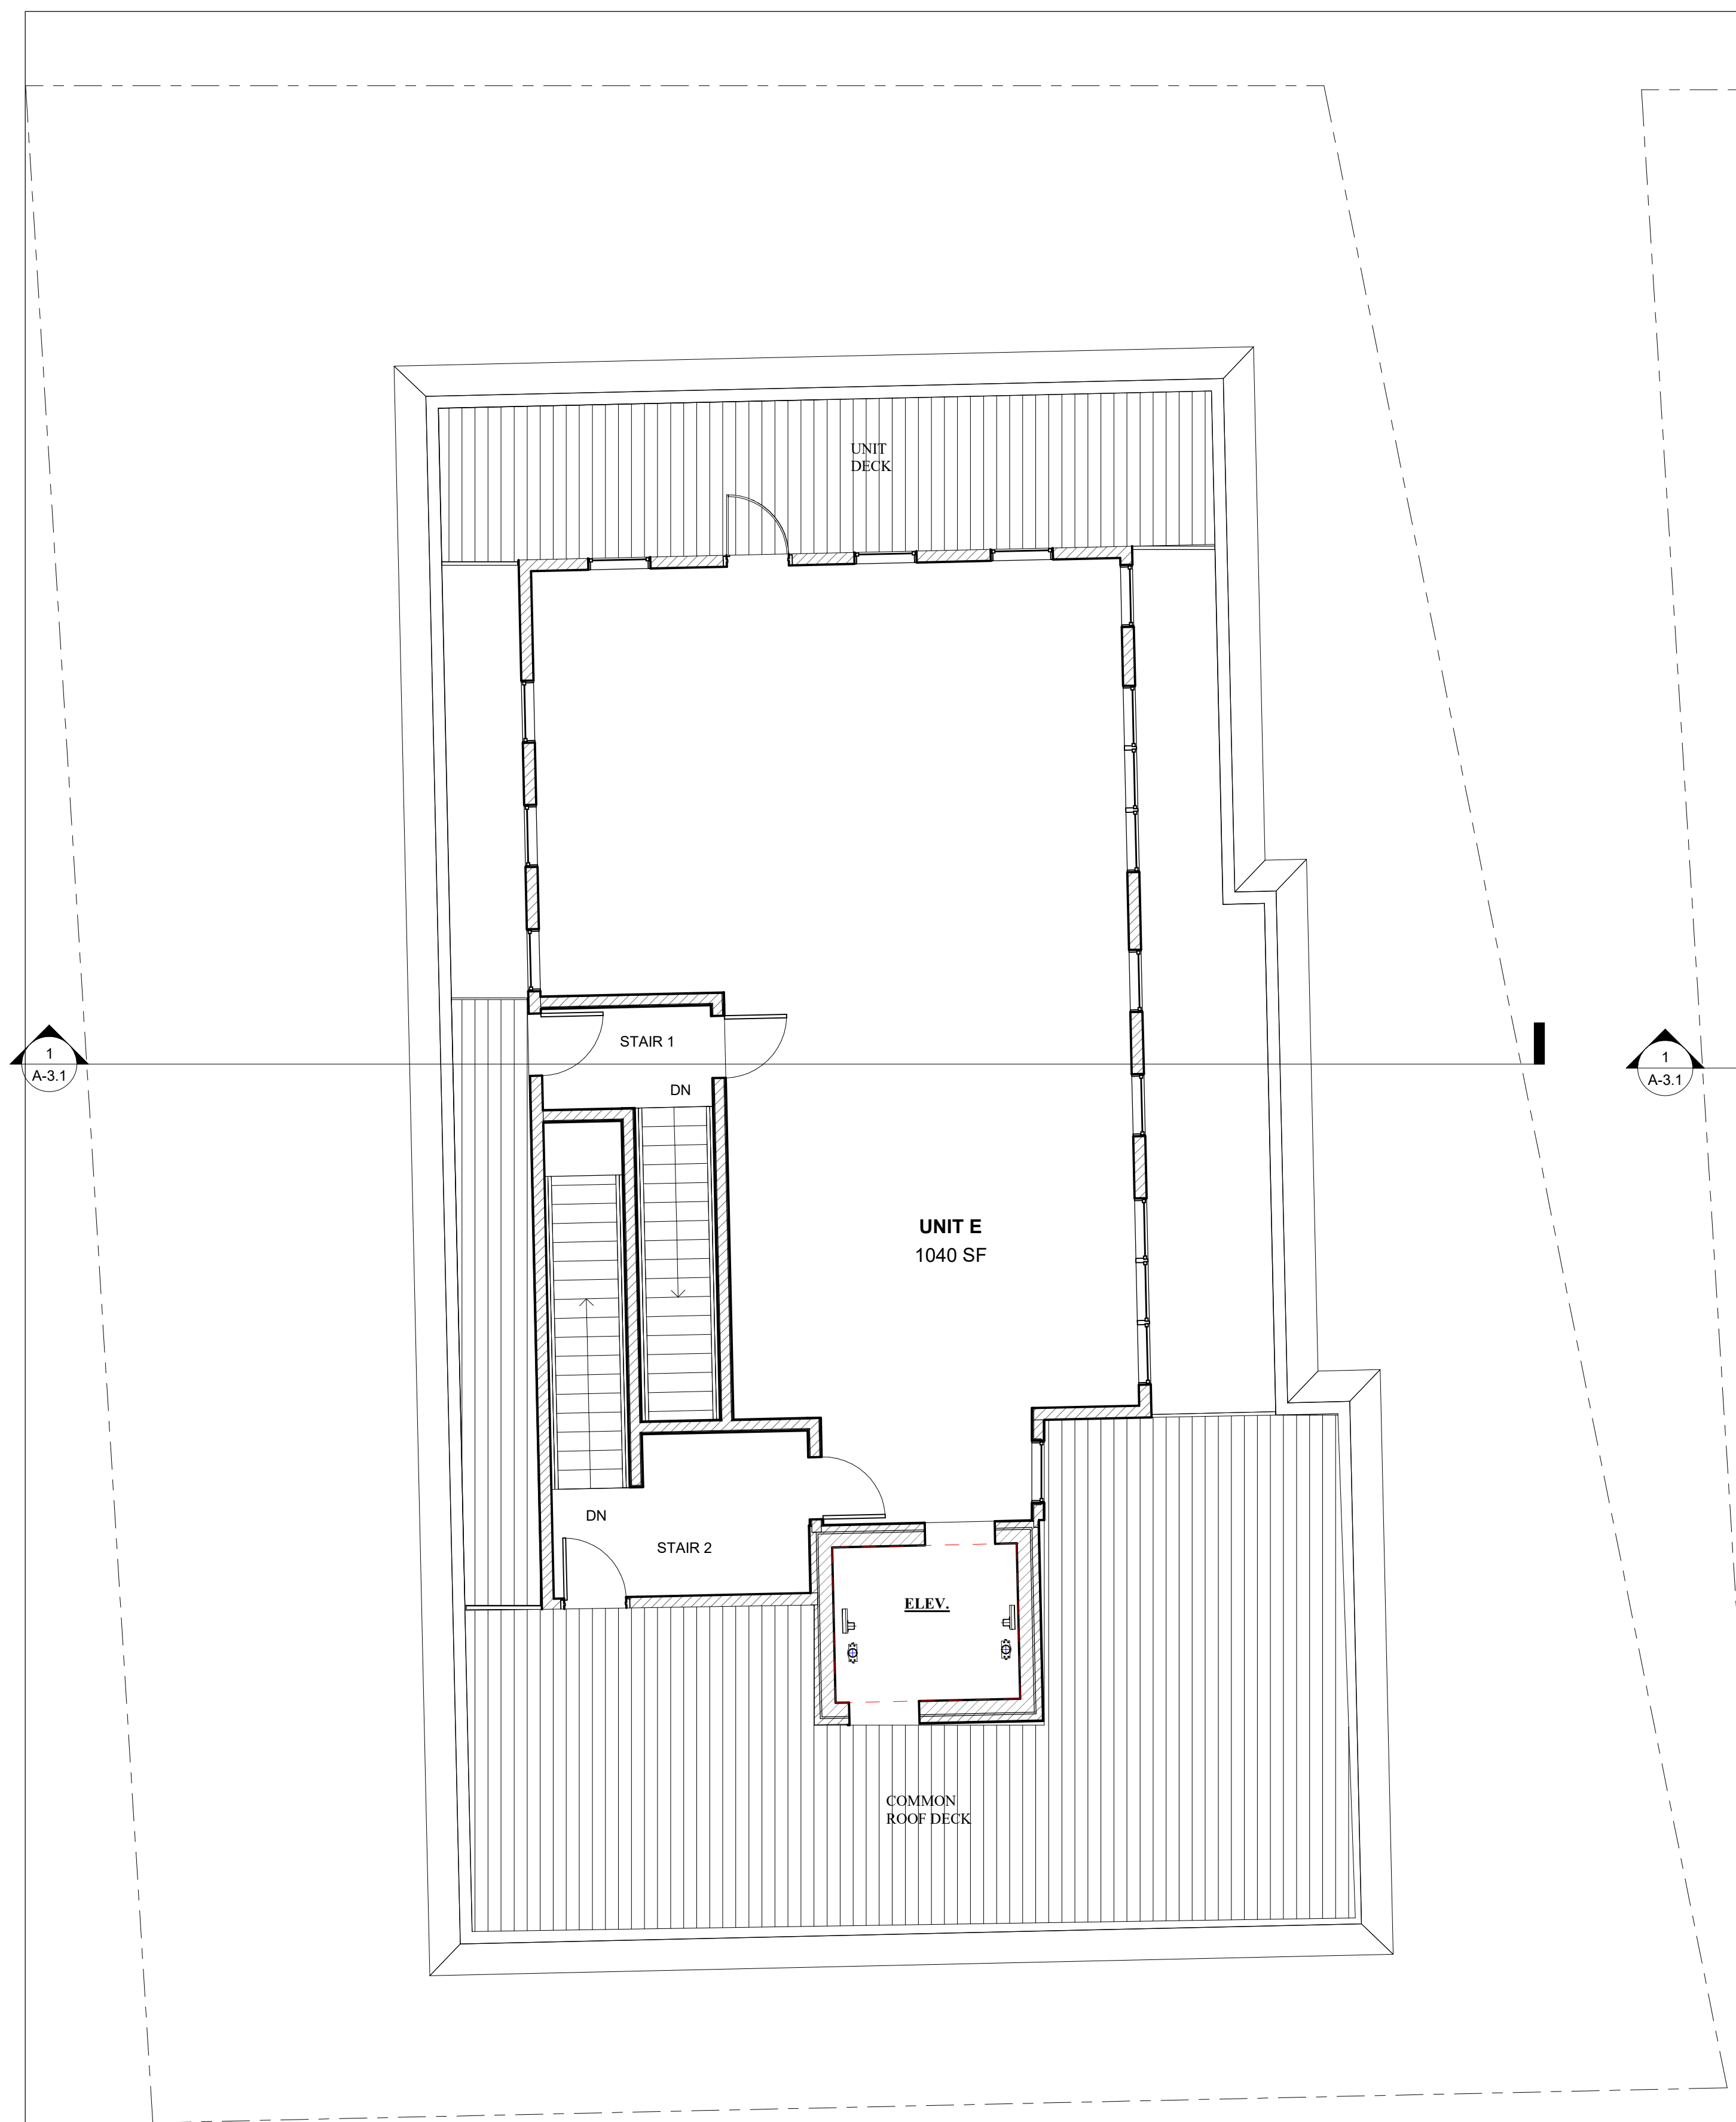 UNIT
DECK
STAIR 1
1
A-3.1
1
A-3.1
DN
UNIT E
1040 SF
DN
STAIR 2
ELEV.
COMMON
ROOF DECK